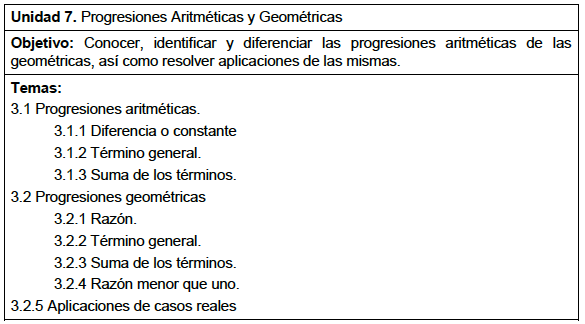 Unidad 7. Progresiones Aritméticas y Geométricas
Objetivo: Conocer, identificar y diferenciar las progresiones aritméticas de las
geométricas, así como resolver aplicaciones de las mismas.
Temas:
3.1 Progresiones aritméticas.
3.1.1 Diferencia o constante
3.1.2 Término general.
3.1.3 Suma de los términos.
3.2 Progresiones geométricas
3.2.1 Razón.
3.2.2 Término general.
3.2.3 Suma de los términos.
3.2.4 Razón menor que uno.
3.2.5 Aplicaciones de casos reales